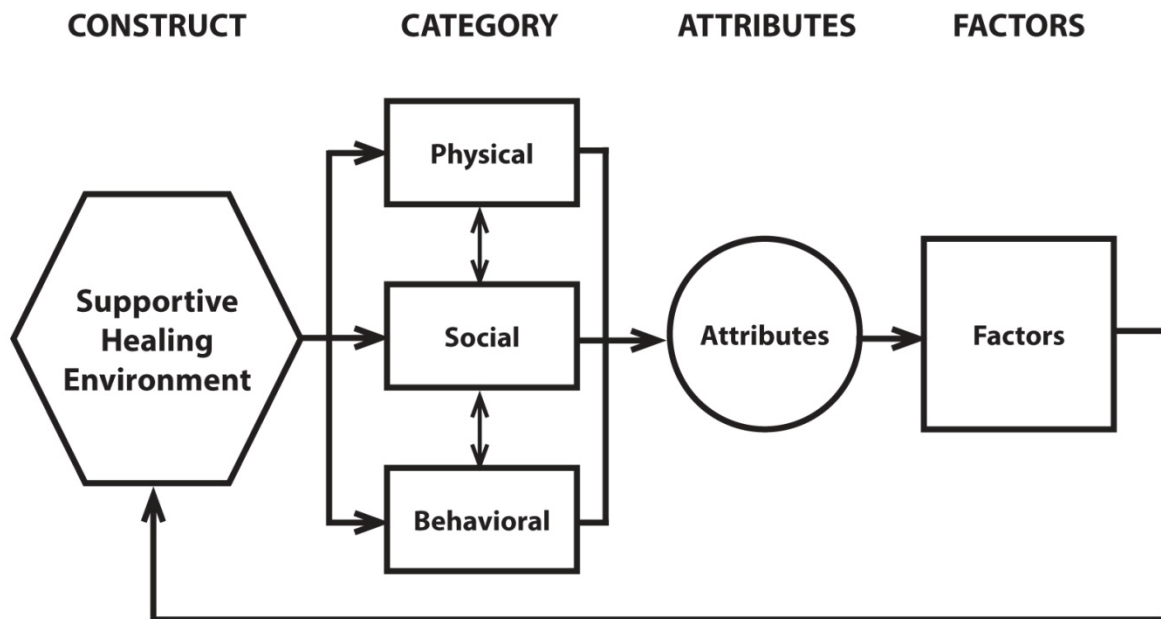 CONSTRUCT CATEGORY ATTRIBUTES FACTORS
Supportive
Healing
Environment
Physical
Social
Behavioral
Attributes
Factors